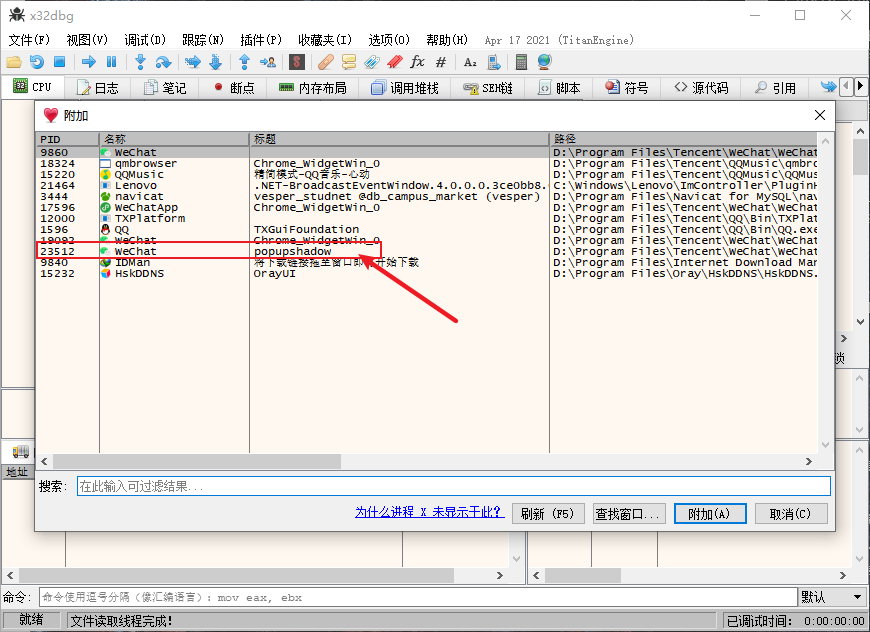 x32dbg
文件(F) 视图(V) 调试(D) 跟踪(N) 插件(P) 收藏夹(I) 选项(O) 帮助(H) Apr 17 2021 (TitanEngine)
CPU 日志 笔记 断点 内存布局 调用堆栈 SEH链 脚本 符号 源代码 引用
附加
PID 名称 标题 路径
9860 WeChat D:\Program Files\Tencent\WeChat\WeChat
18324 qmbrowser Chrome_WidgetWin_0 D:\Program Files\Tencent\QQMusic\qmbro
15220 QQMusic 精简模式-QQ音乐-心动 D:\Program Files\Tencent\QQMusic\QQMus
21464 Lenovo .NET-BroadcastEventWindow.4.0.0.0.3ce0bb8. C:\Windows\Lenovo\ImController\PluginH
3444 navicat vesper_studnet @db_campus_market (vesper) D:\Program Files\Navicat for MySQL\nav
17596 WeChatApp Chrome_WidgetWin_0 D:\Program Files\Tencent\WeChat\WeChat
12000 TXPlatform D:\Program Files\Tencent\QQ\Bin\TXPlat
1596 QQ TXGuiFoundation D:\Program Files\Tencent\QQ\Bin\QQ.exe
19092 WeChat Chrome_WidgetWin_0 D:\Program Files\Tencent\WeChat\WeChat
23512 WeChat popupshadow D:\Program Files\Tencent\WeChat\WeChat
9840 IDMan 将下载链接拖至窗口即 开始下载 D:\Program Files\Internet Download Man
15232 HskDDNS OrayUI D:\Program Files\Oray\HskDDNS\HskDDNS.
地址
搜索: 在此输入可过滤结果...
为什么进程 X 未显示于此? 刷新 (F5) 查找窗口... 附加(A) 取消(C)
命令: 命令使用逗号分隔（像汇编语言）: mov eax, ebx 默认
就绪 文件读取线程完成! 已调试时间: 0:00:00:00